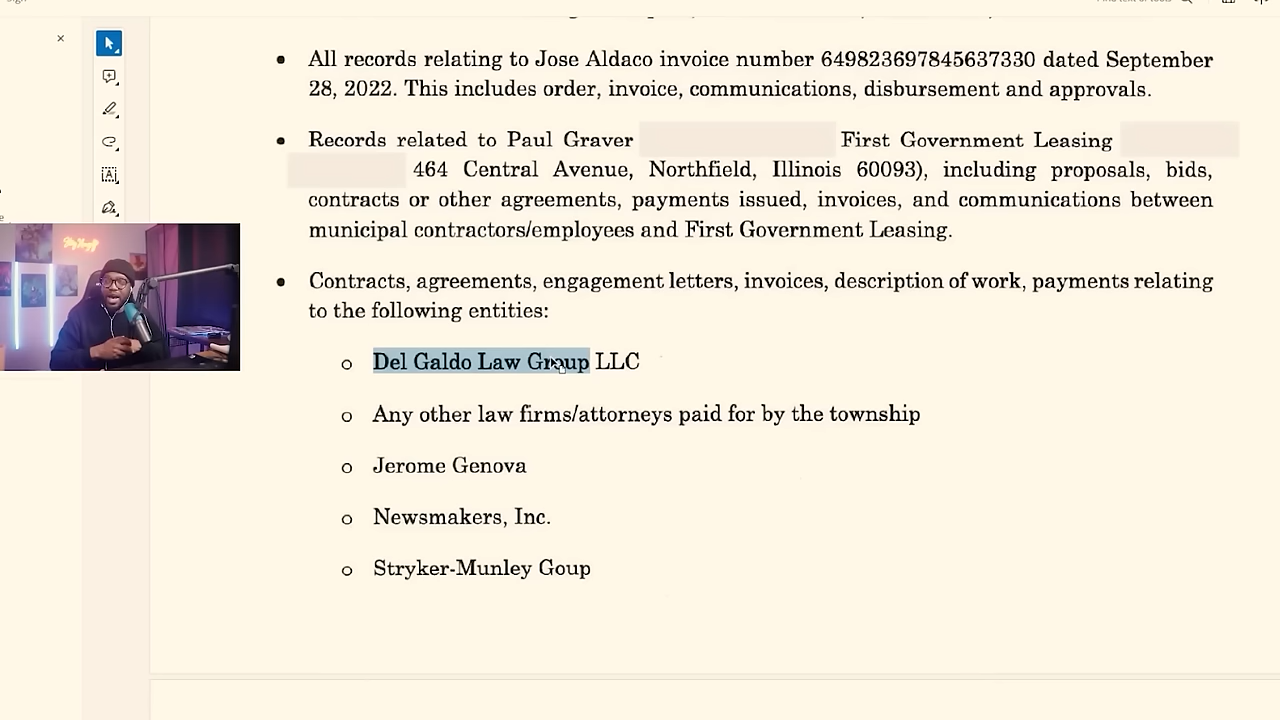 All records relating to Jose Aldaco invoice number 649823697845637330 dated September
28, 2022. This includes order, invoice, communications, disbursement and approvals.
Records related to Paul Graver First Government Leasing
464 Central Avenue, Northfield, Illinois 60093), including proposals, bids,
contracts or other agreements, payments issued, invoices, and communications between
municipal contractors/employees and First Government Leasing.
Contracts, agreements, engagement letters, invoices, description of work, payments relating
to the following entities:
Del Galdo Law Group LLC
Any other law firms/attorneys paid for by the township
Jerome Genova
Newsmakers, Inc.
Stryker-Munley Goup